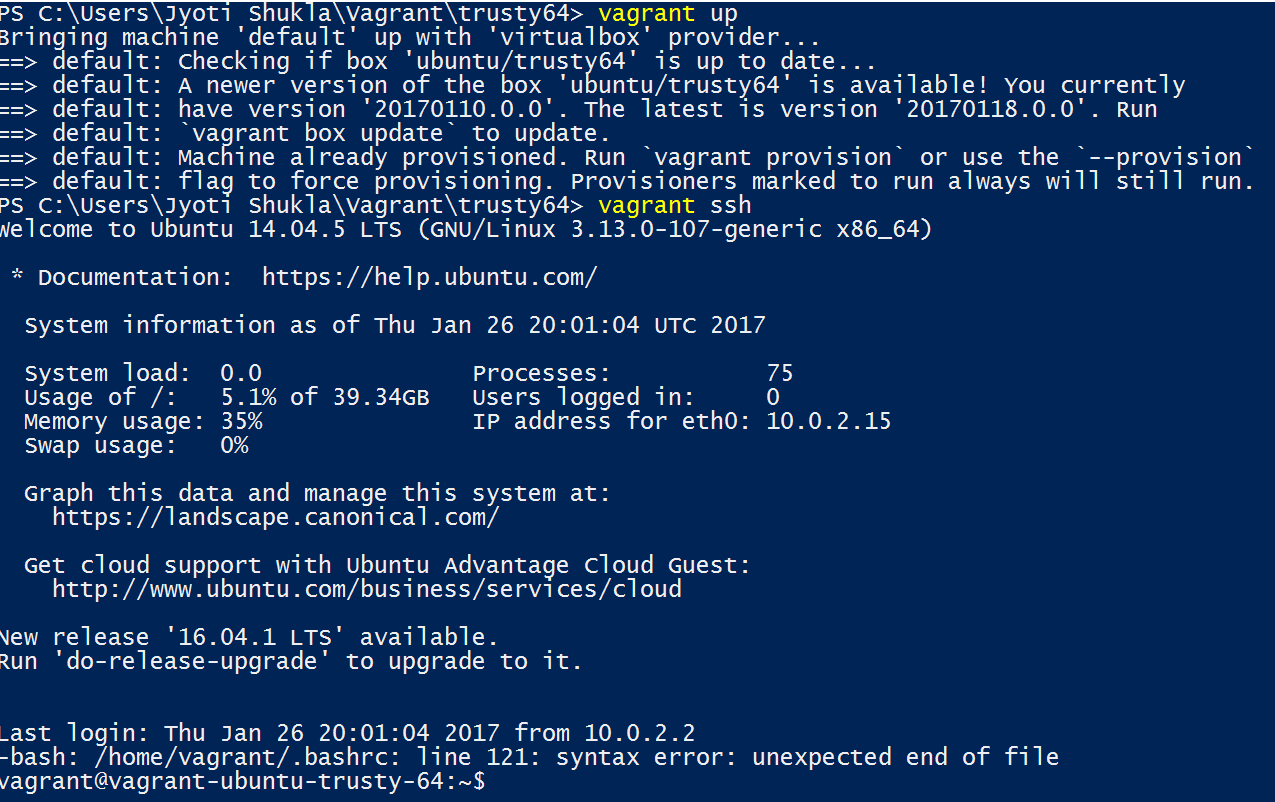 PS C:\Users\Jyoti Shukla\Vagrant\trusty64> vagrant up
Bringing machine 'default' up with 'virtualbox' provider...
==> default: Checking if box 'ubuntu/trusty64' is up to date...
==> default: A newer version of the box 'ubuntu/trusty64' is available! You currently
==> default: have version '20170110.0.0'. The latest is version '20170118.0.0'. Run
==> default: `vagrant box update` to update.
==> default: Machine already provisioned. Run `vagrant provision` or use the `--provision`
==> default: flag to force provisioning. Provisioners marked to run always will still run.
PS C:\Users\Jyoti Shukla\Vagrant\trusty64> vagrant ssh
Welcome to Ubuntu 14.04.5 LTS (GNU/Linux 3.13.0-107-generic x86_64)
* Documentation:  https://help.ubuntu.com/
System information as of Thu Jan 26 20:01:04 UTC 2017
System load:  0.0               Processes:           75
Usage of /:   5.1% of 39.34GB   Users logged in:     0
Memory usage: 35%               IP address for eth0: 10.0.2.15
Swap usage:   0%
Graph this data and manage this system at:
https://landscape.canonical.com/
Get cloud support with Ubuntu Advantage Cloud Guest:
http://www.ubuntu.com/business/services/cloud
New release '16.04.1 LTS' available.
Run 'do-release-upgrade' to upgrade to it.
Last login: Thu Jan 26 20:01:04 2017 from 10.0.2.2
-bash: /home/vagrant/.bashrc: line 121: syntax error: unexpected end of file
vagrant@vagrant-ubuntu-trusty-64:~$